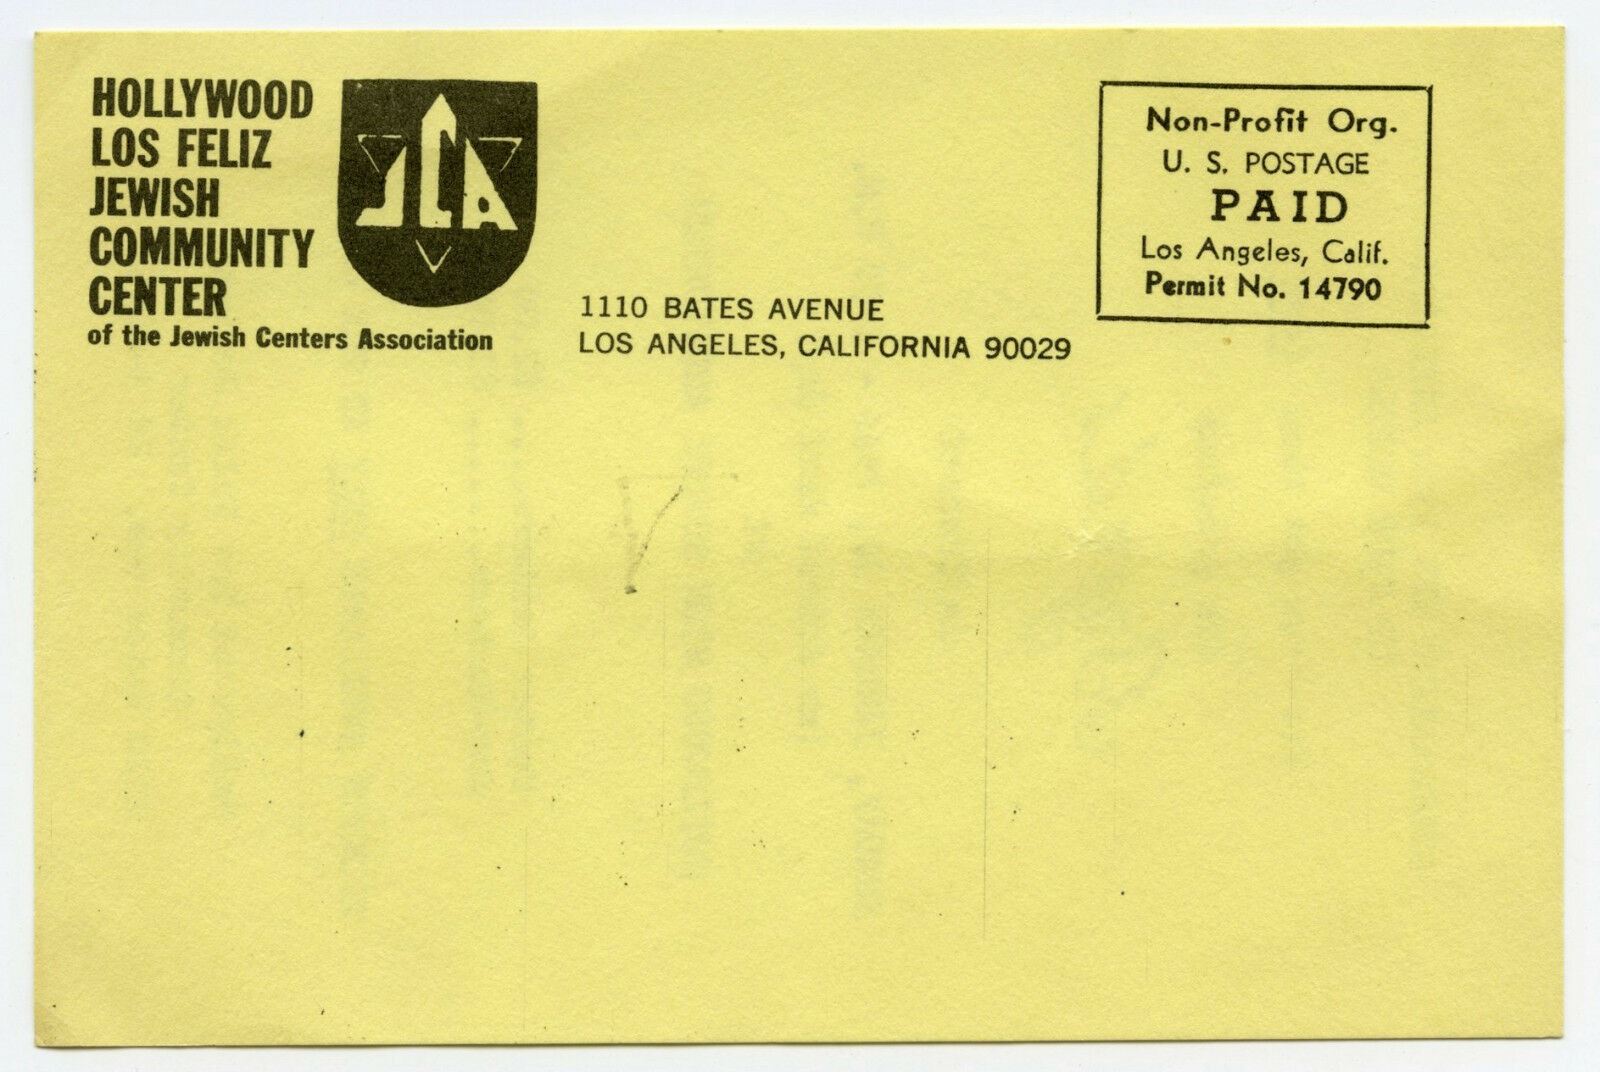 HOLLYWOOD
LOS FELIZ
JEWISH
COMMUNITY
CENTER
of the Jewish Centers Association
JCA
1110 BATES AVENUE
LOS ANGELES, CALIFORNIA 90029
Non-Profit Org.
U. S. POSTAGE
PAID
Los Angeles, Calif.
Permit No. 14790